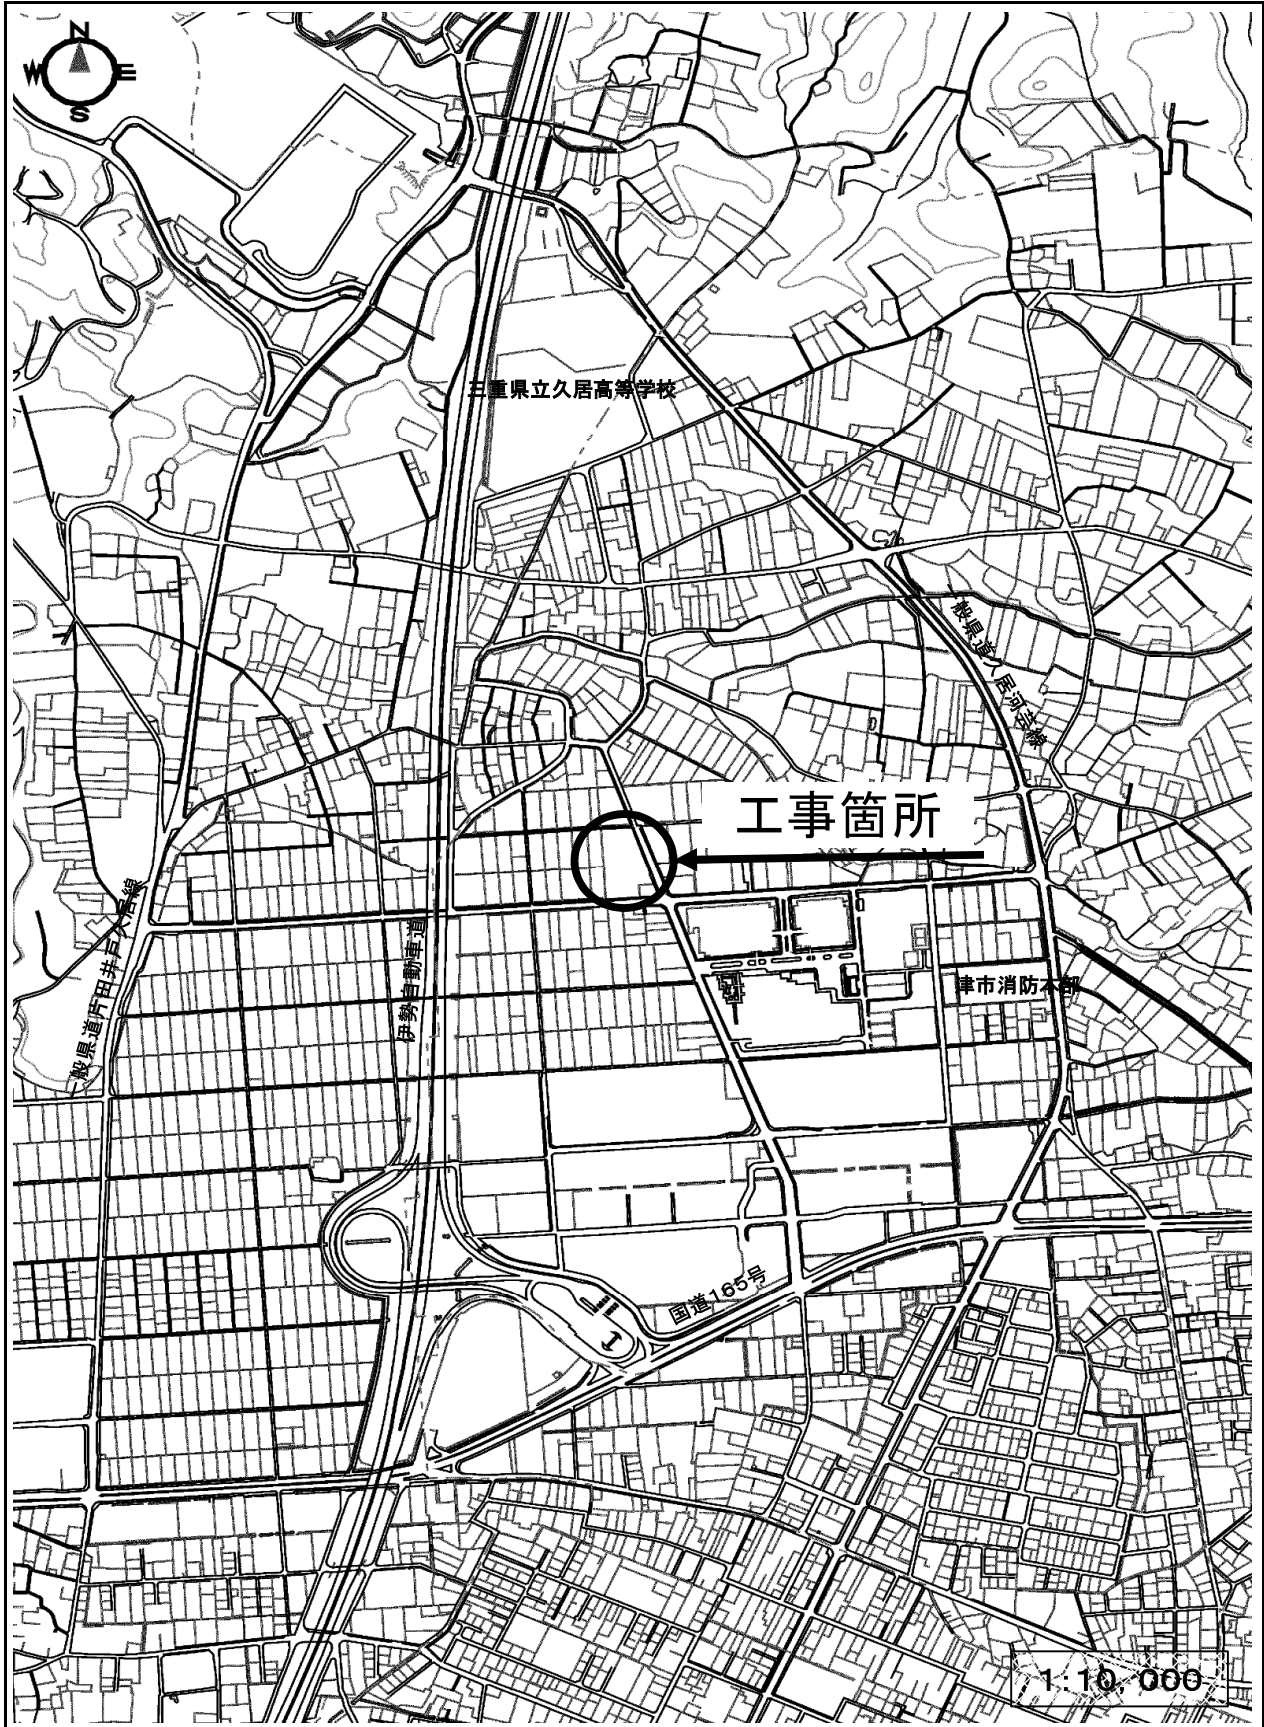 N
W E
S
三重県立久居高等学校
一般県道久居河芸線
工事箇所
一般県道片田井戸久居線
伊勢自動車道
津市消防本部
国道165号
1:10,000